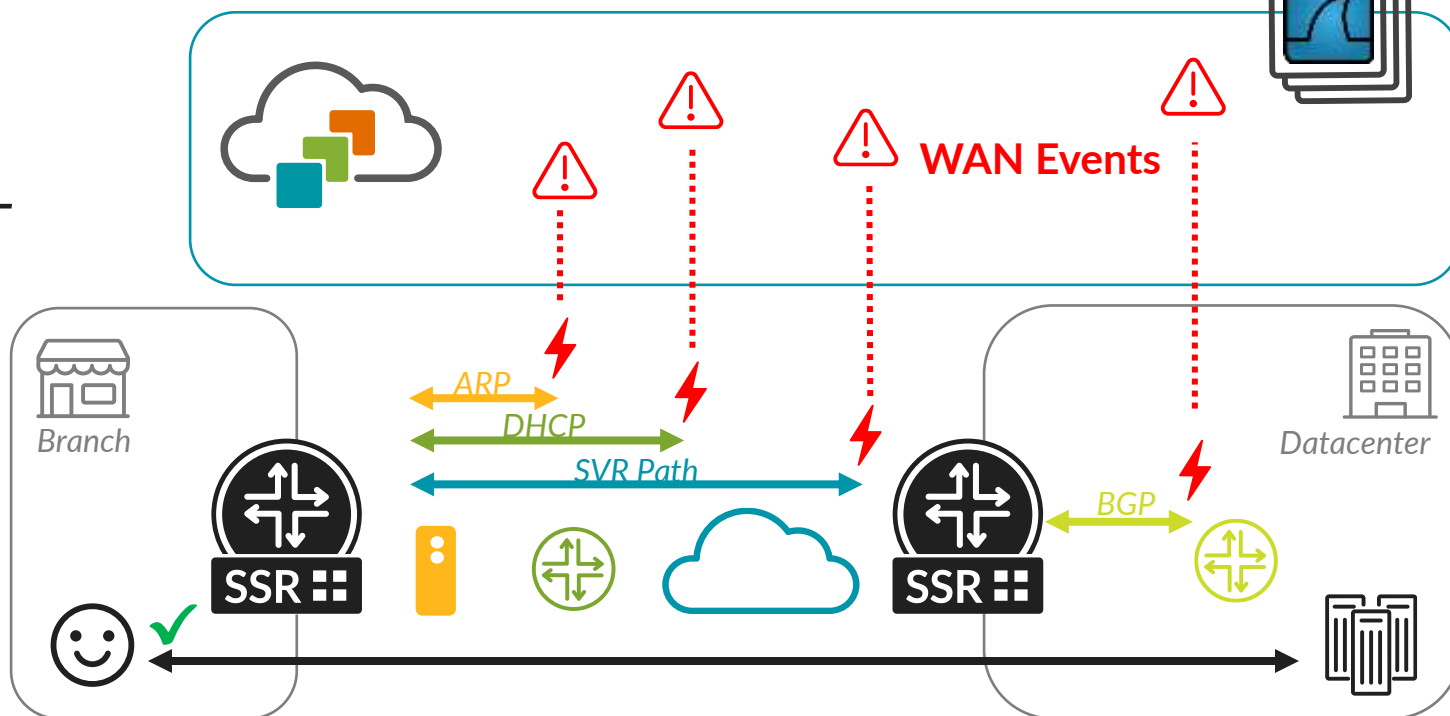 WAN Events
Branch
Datacenter
ARP
DHCP
SVR Path
BGP
SSR
SSR